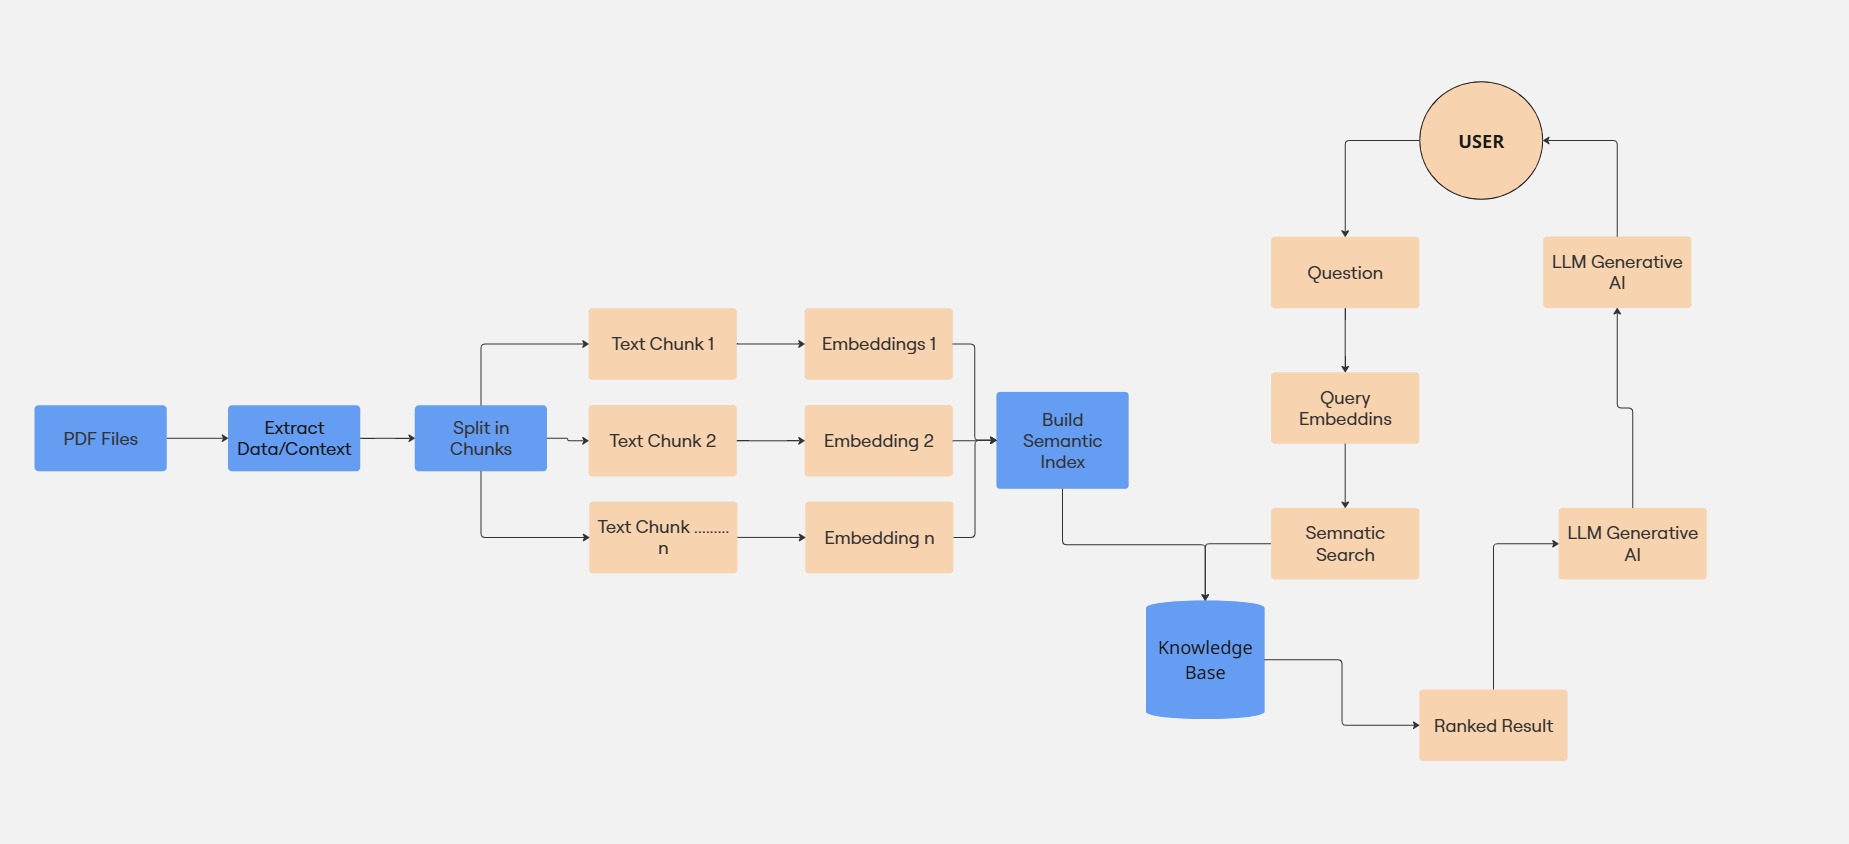 USER
Question
LLM Generative
AI
Text Chunk 1
Embeddings 1
Query
Embeddins
PDF Files
Extract
Data/Context
Split in
Chunks
Text Chunk 2
Embedding 2
Build
Semantic
Index
Text Chunk .........
n
Embedding n
Semnatic
Search
LLM Generative
AI
Knowledge
Base
Ranked Result